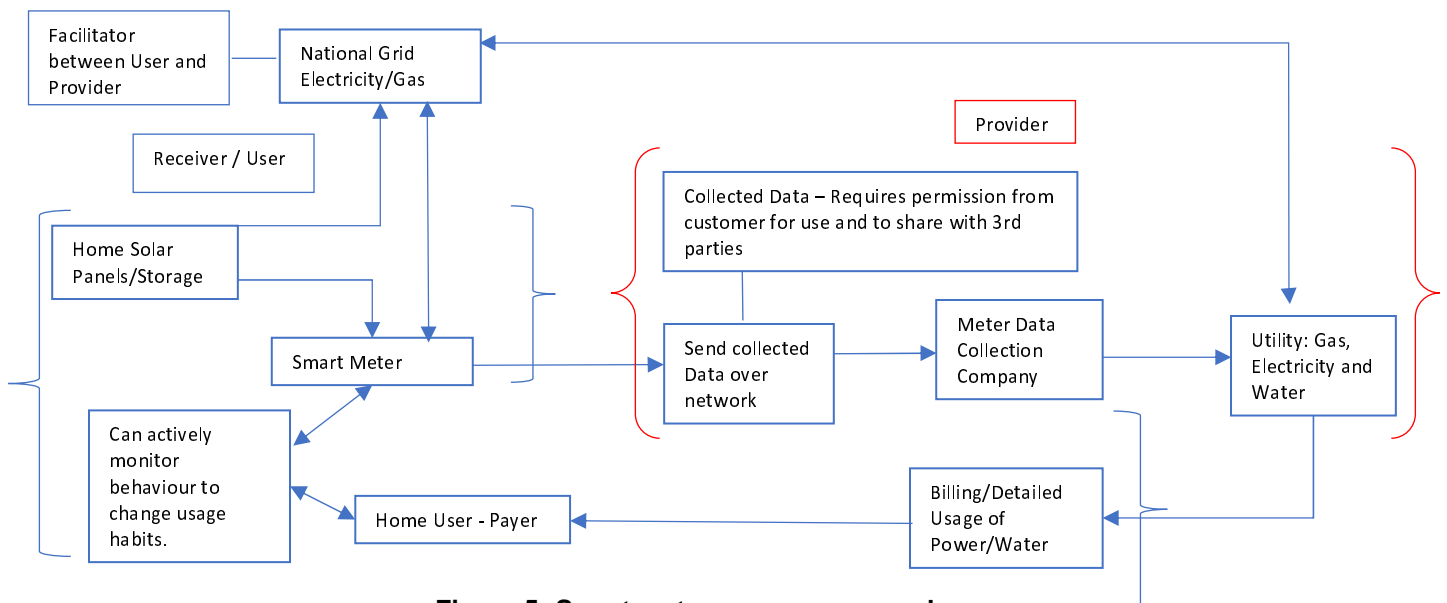 Facilitator
between User and
Provider
National Grid
Electricity/Gas
Provider
Receiver / User
Collected Data – Requires permission from
customer for use and to share with 3rd
parties
Home Solar
Panels/Storage
Smart Meter
Send collected
Data over
network
Meter Data
Collection
Company
Utility: Gas,
Electricity and
Water
Can actively
monitor
behaviour to
change usage
habits.
Home User - Payer
Billing/Detailed
Usage of
Power/Water